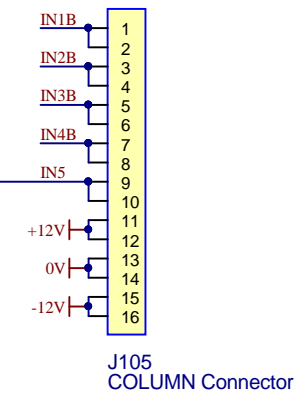 IN1B
1
2
IN2B
3
4
IN3B
5
6
IN4B
7
8
IN5
9
10
+12V
11
12
0V
13
14
-12V
15
16
J105
COLUMN Connector